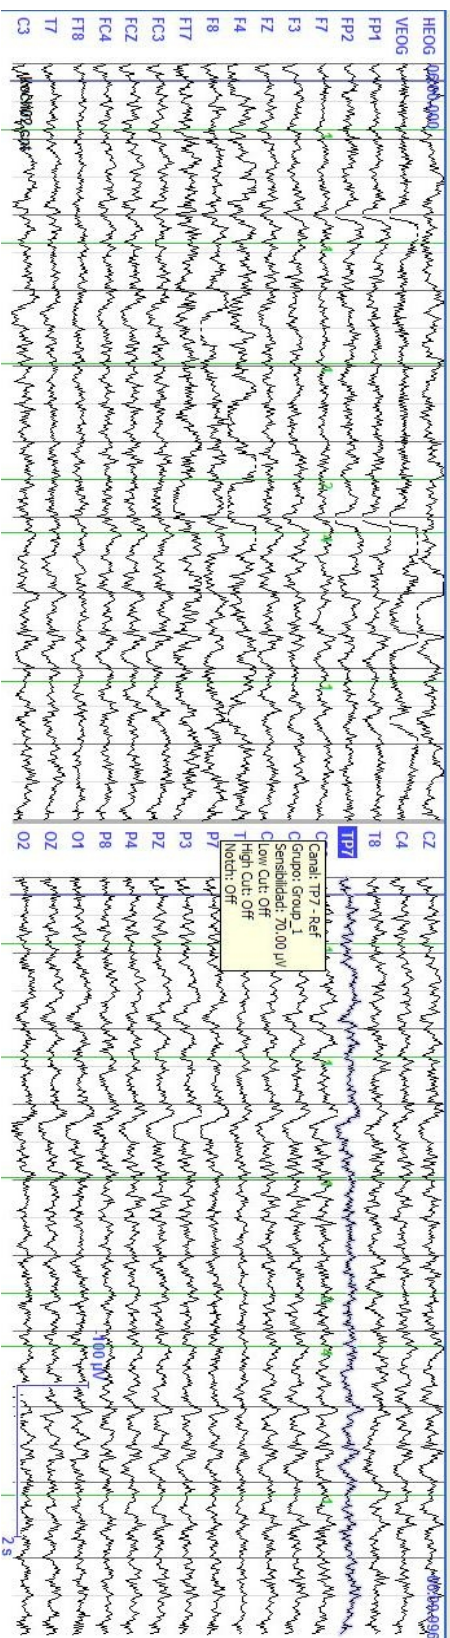 HEOG
VEOG
FP1
FP2
F7
F3
FZ
F4
F8
FT7
FC3
FCZ
FC4
FT8
T7
C3
CZ
C4
T8
TP7
Canal: TP7 - Ref
Grupo: Group_1
Sensibilidad: 70.00 µV
Low Cut: Off
High Cut: Off
Notch: Off
P7
P3
PZ
P4
P8
O1
OZ
O2
-100 µV
2 s